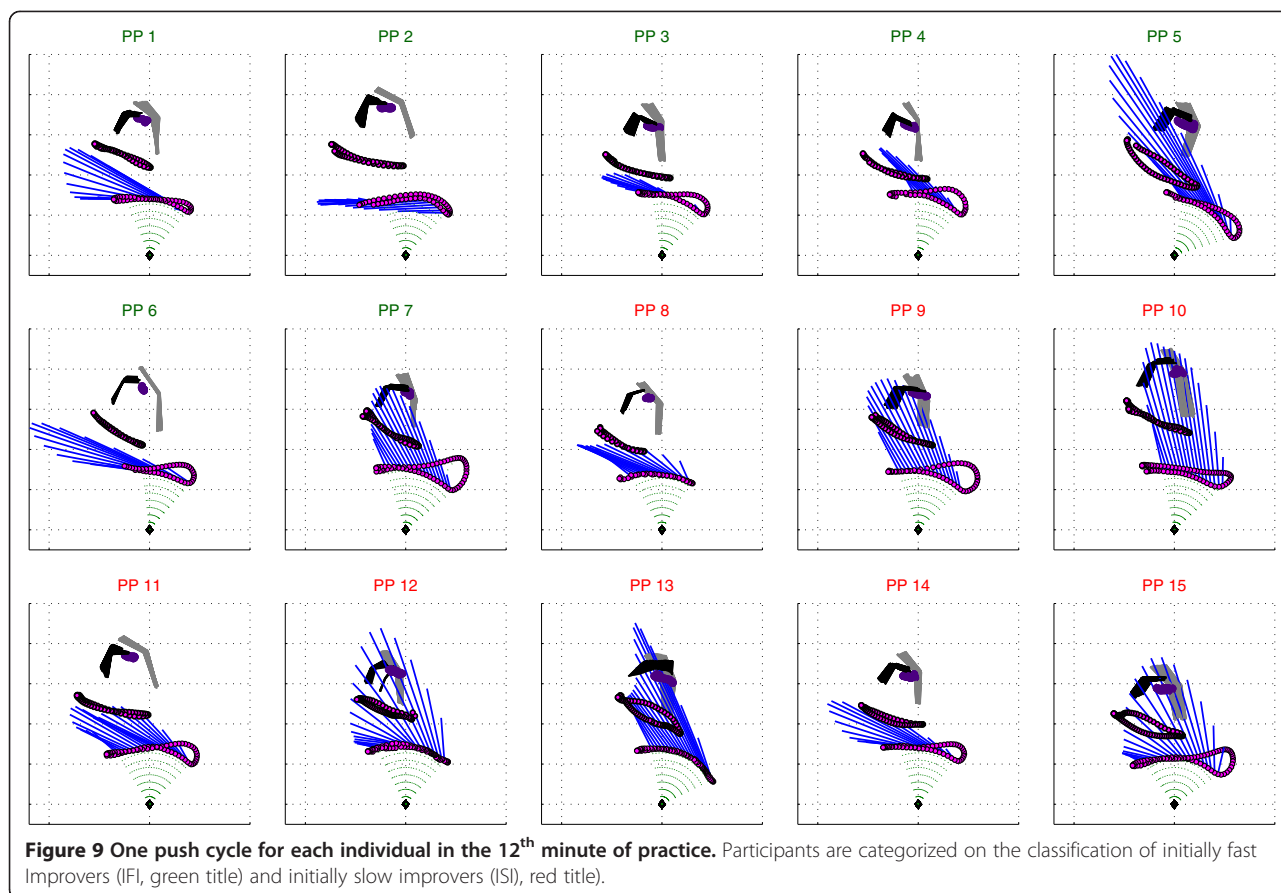 PP 1
PP 2
PP 3
PP 4
PP 5
PP 6
PP 7
PP 8
PP 9
PP 10
PP 11
PP 12
PP 13
PP 14
PP 15
Figure 9 One push cycle for each individual in the 12th minute of practice. Participants are categorized on the classification of initially fast
Improvers (IFI, green title) and initially slow improvers (ISI), red title).